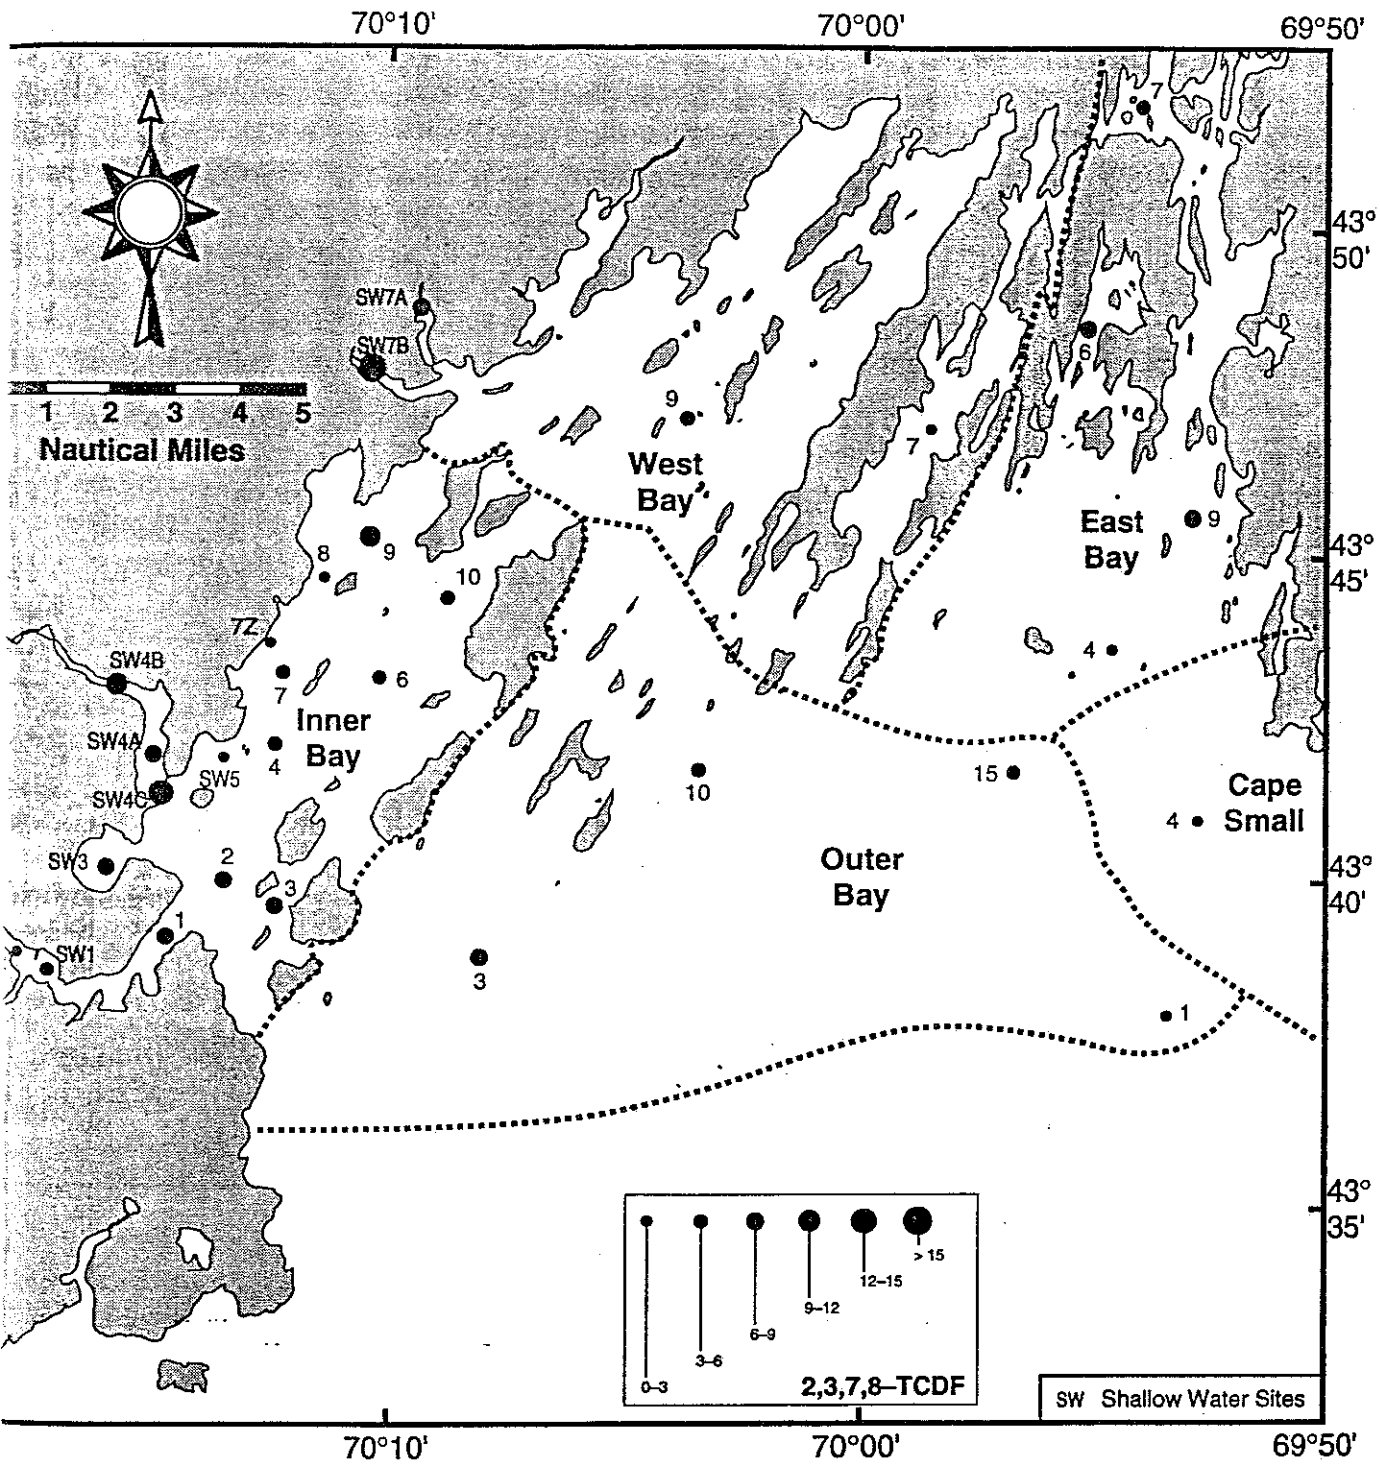 70°10'
70°00'
69°50'
7
43°
50'
SW7A
SW7B
6
1 2 3 4 5
Nautical Miles
9
7
West
Bay
9
East
Bay
9
8
10
43°
45'
7Z
4
SW4B
7
6
Inner
Bay
SW4A
4
SW5
10
15
SW4C
Cape
Small
4
SW3
2
Outer
Bay
3
43°
40'
1
SW1
3
1
43°
35'
> 15
12–15
9–12
6–9
3–6
0–3
2,3,7,8–TCDF
SW Shallow Water Sites
70°10'
70°00'
69°50'